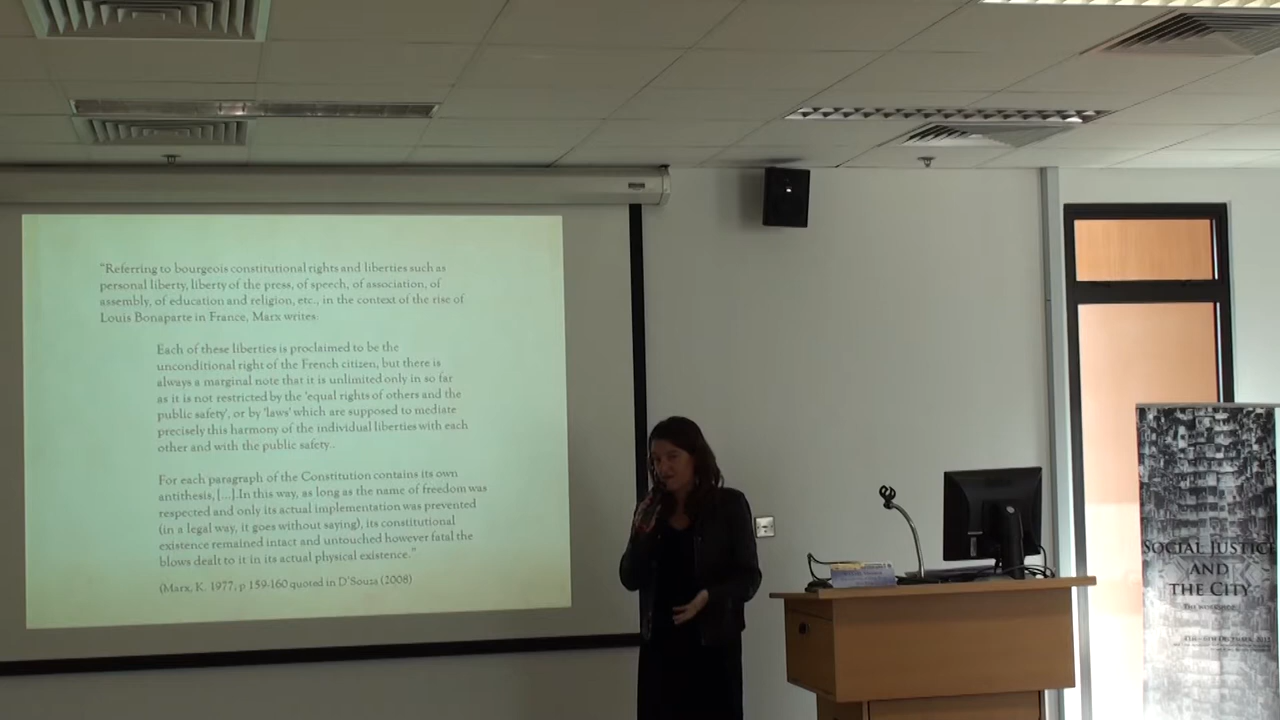 “Referring to bourgeois constitutional rights and liberties such as
personal liberty, liberty of the press, of speech, of association, of
assembly, of education and religion, etc., in the context of the rise of
Louis Bonaparte in France, Marx writes:
Each of these liberties is proclaimed to be the
unconditional right of the French citizen, but there is
always a marginal note that it is unlimited only in so far
as it is not restricted by the 'equal rights of others and the
public safety', or by 'laws' which are supposed to mediate
precisely this harmony of the individual liberties with each
other and with the public safety..
For each paragraph of the Constitution contains its own
antithesis, [...] .In this way, as long as the name of freedom was
respected and only its actual implementation was prevented
(in a legal way, it goes without saying), its constitutional
existence remained intact and untouched however fatal the
blows dealt to it in its actual physical existence.”
(Marx, K. 1977, p 159-160 quoted in D'Souza (2008)
SOCIAL JUSTICE
AND
THE CITY